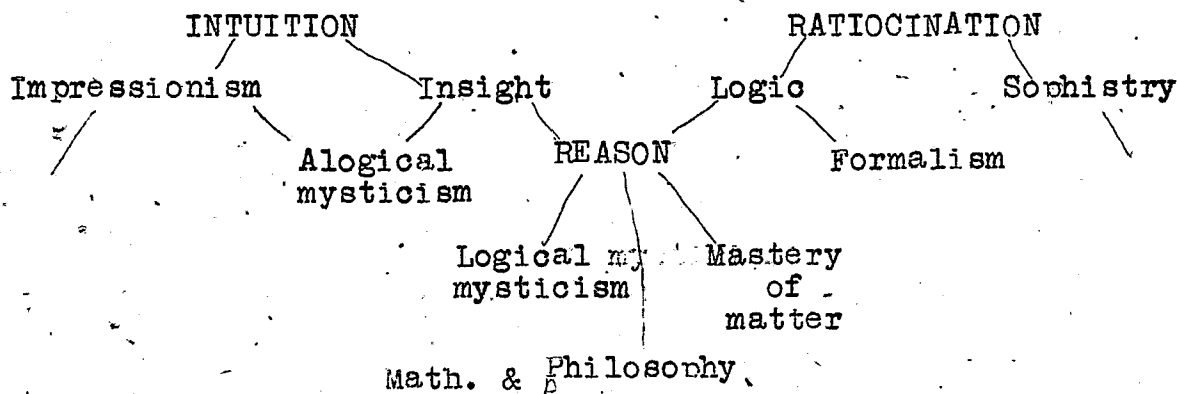 INTUITION RATIOCINATION
Impressionism Insight Logic Sophistry
Alogical mysticism REASON Formalism
Logical mysticism Mastery of matter
Math. & Philosophy